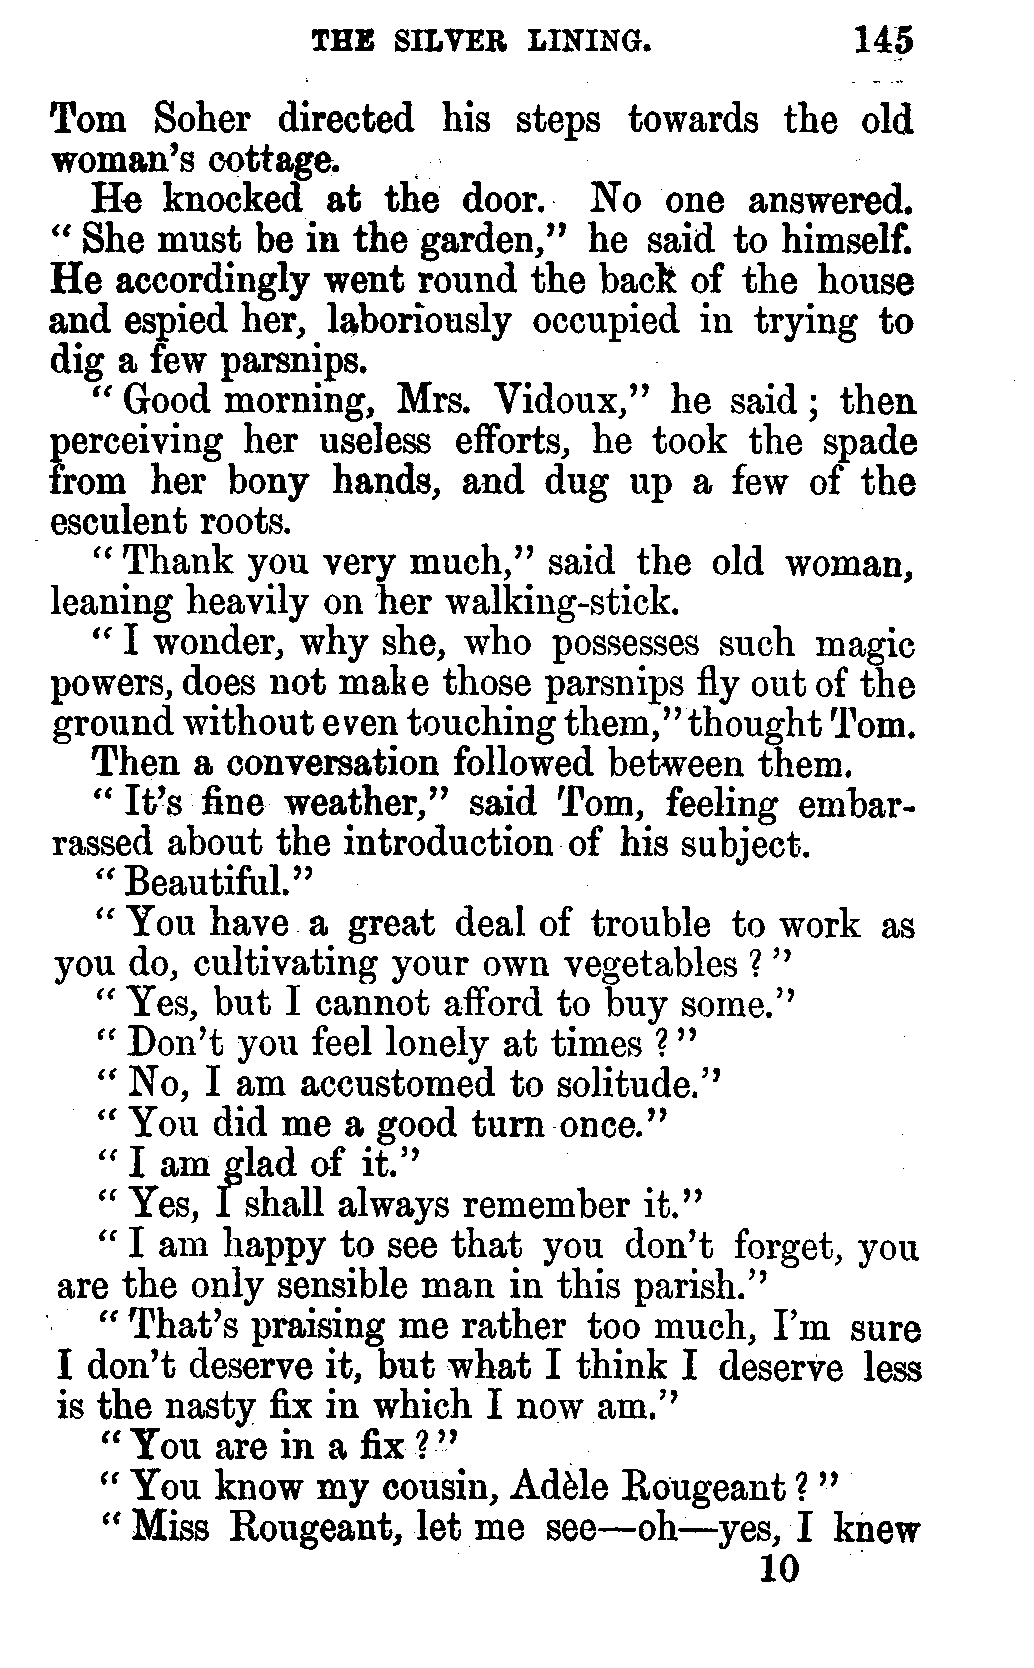 THE SILVER LINING. 145
Tom Soher directed his steps towards the old
woman's cottage.
He knocked at the door. No one answered.
"She must be in the garden," he said to himself.
He accordingly went round the back of the house
and espied her, laboriously occupied in trying to
dig a few parsnips.
"Good morning, Mrs. Vidoux," he said; then
perceiving her useless efforts, he took the spade
from her bony hands, and dug up a few of the
esculent roots.
"Thank you very much," said the old woman,
leaning heavily on her walking-stick.
"I wonder, why she, who possesses such magic
powers, does not make those parsnips fly out of the
ground without even touching them," thought Tom.
Then a conversation followed between them.
"It's fine weather," said Tom, feeling embar-
rassed about the introduction of his subject.
"Beautiful."
"You have a great deal of trouble to work as
you do, cultivating your own vegetables?"
"Yes, but I cannot afford to buy some."
"Don't you feel lonely at times?"
"No, I am accustomed to solitude."
"You did me a good turn once."
"I am glad of it."
"Yes, I shall always remember it."
"I am happy to see that you don't forget, you
are the only sensible man in this parish."
"That's praising me rather too much, I'm sure
I don't deserve it, but what I think I deserve less
is the nasty fix in which I now am."
"You are in a fix?"
"You know my cousin, Adèle Rougeant?"
"Miss Rougeant, let me see—oh—yes, I knew
10